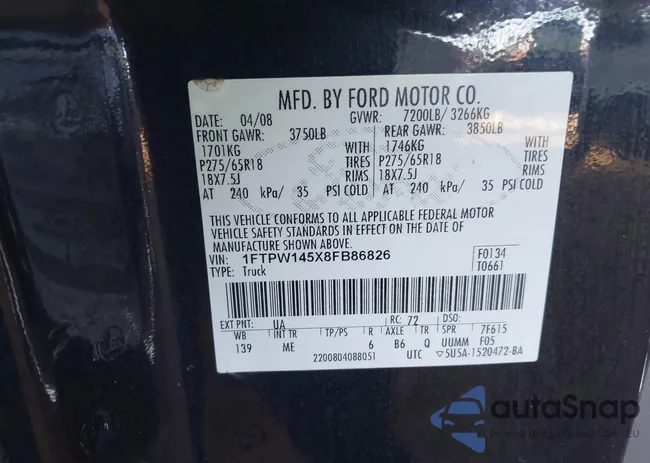 MFD. BY FORD MOTOR CO.
DATE: 04/08 GVWR: 7200LB/ 3266KG
FRONT GAWR: 3750LB REAR GAWR: 3850LB
1701KG WITH 1746KG WITH
P275/65R18 TIRES P275/65R18 TIRES
18X7.5J RIMS 18X7.5J RIMS
AT 240 kPa/ 35 PSI COLD AT 240 kPa/ 35 PSI COLD
THIS VEHICLE CONFORMS TO ALL APPLICABLE FEDERAL MOTOR
VEHICLE SAFETY STANDARDS IN EFFECT ON THE DATE OF
MANUFACTURE SHOWN ABOVE.
VIN: 1FTPW145X8FB86826 F0134
TYPE: Truck T0661
EXT PNT: UA RC: 72 DSO:
WB INT TR TP/PS R AXLE TR SPR 7F615
139 ME 6 B6 Q UUMM F05
2200804088051 UTC ▽5U5A-1520472-BA
autaSnap